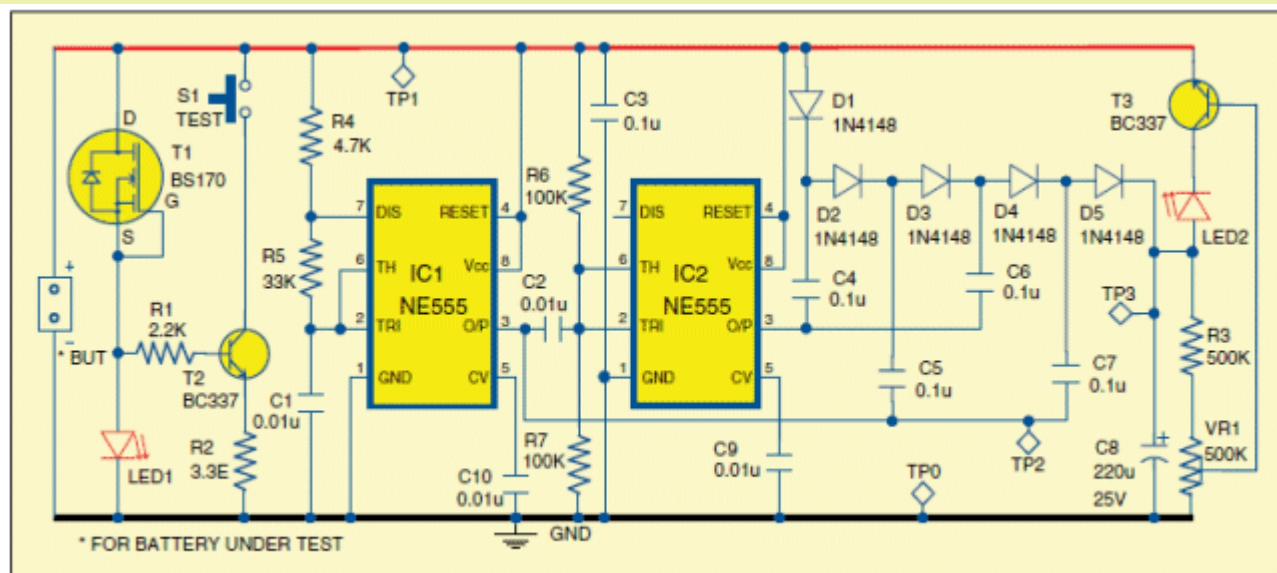 S1
TEST
D
T1
BS170
G
S
R1
2.2K
* BUT
+
-
T2
BC337
LED1
R2
3.3E
R4
4.7K
R5
33K
C1
0.01u
TP1
7
DIS
RESET
4
6
TH
Vcc
8
IC1
NE555
2
TRI
O/P
3
1
GND
CV
5
C10
0.01u
R6
100K
C2
0.01u
R7
100K
C3
0.1u
7
DIS
RESET
4
6
TH
Vcc
8
IC2
NE555
2
TRI
O/P
3
1
GND
CV
5
C9
0.01u
D1
1N4148
D2
1N4148
D3
1N4148
D4
1N4148
D5
1N4148
C4
0.1u
C6
0.1u
C5
0.1u
C7
0.1u
T3
BC337
LED2
TP3
R3
500K
VR1
500K
C8
220u
25V
+
TP2
TP0
GND
* FOR BATTERY UNDER TEST